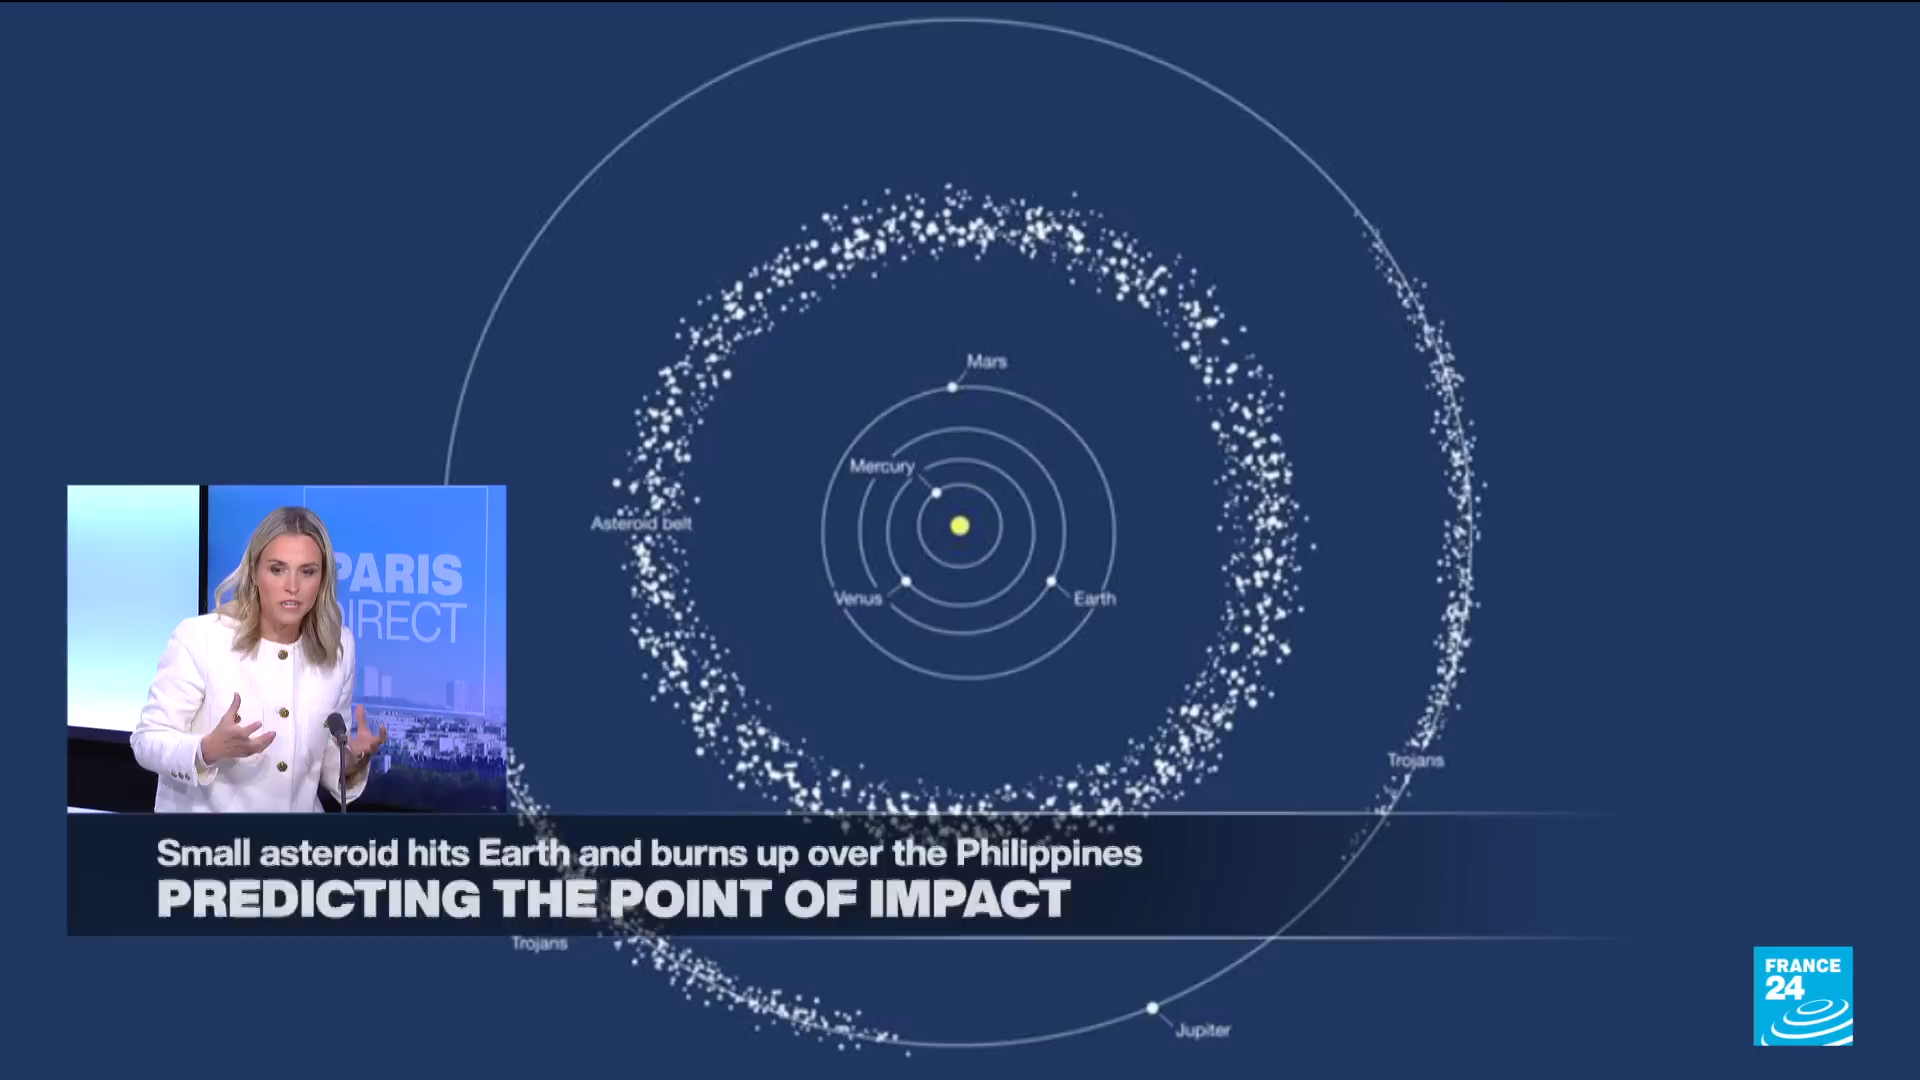 Mars
Mercury
Asteroid belt
Venus
Earth
PARIS
DIRECT
Trojans
Small asteroid hits Earth and burns up over the Philippines
PREDICTING THE POINT OF IMPACT
Trojans
FRANCE
24
Jupiter